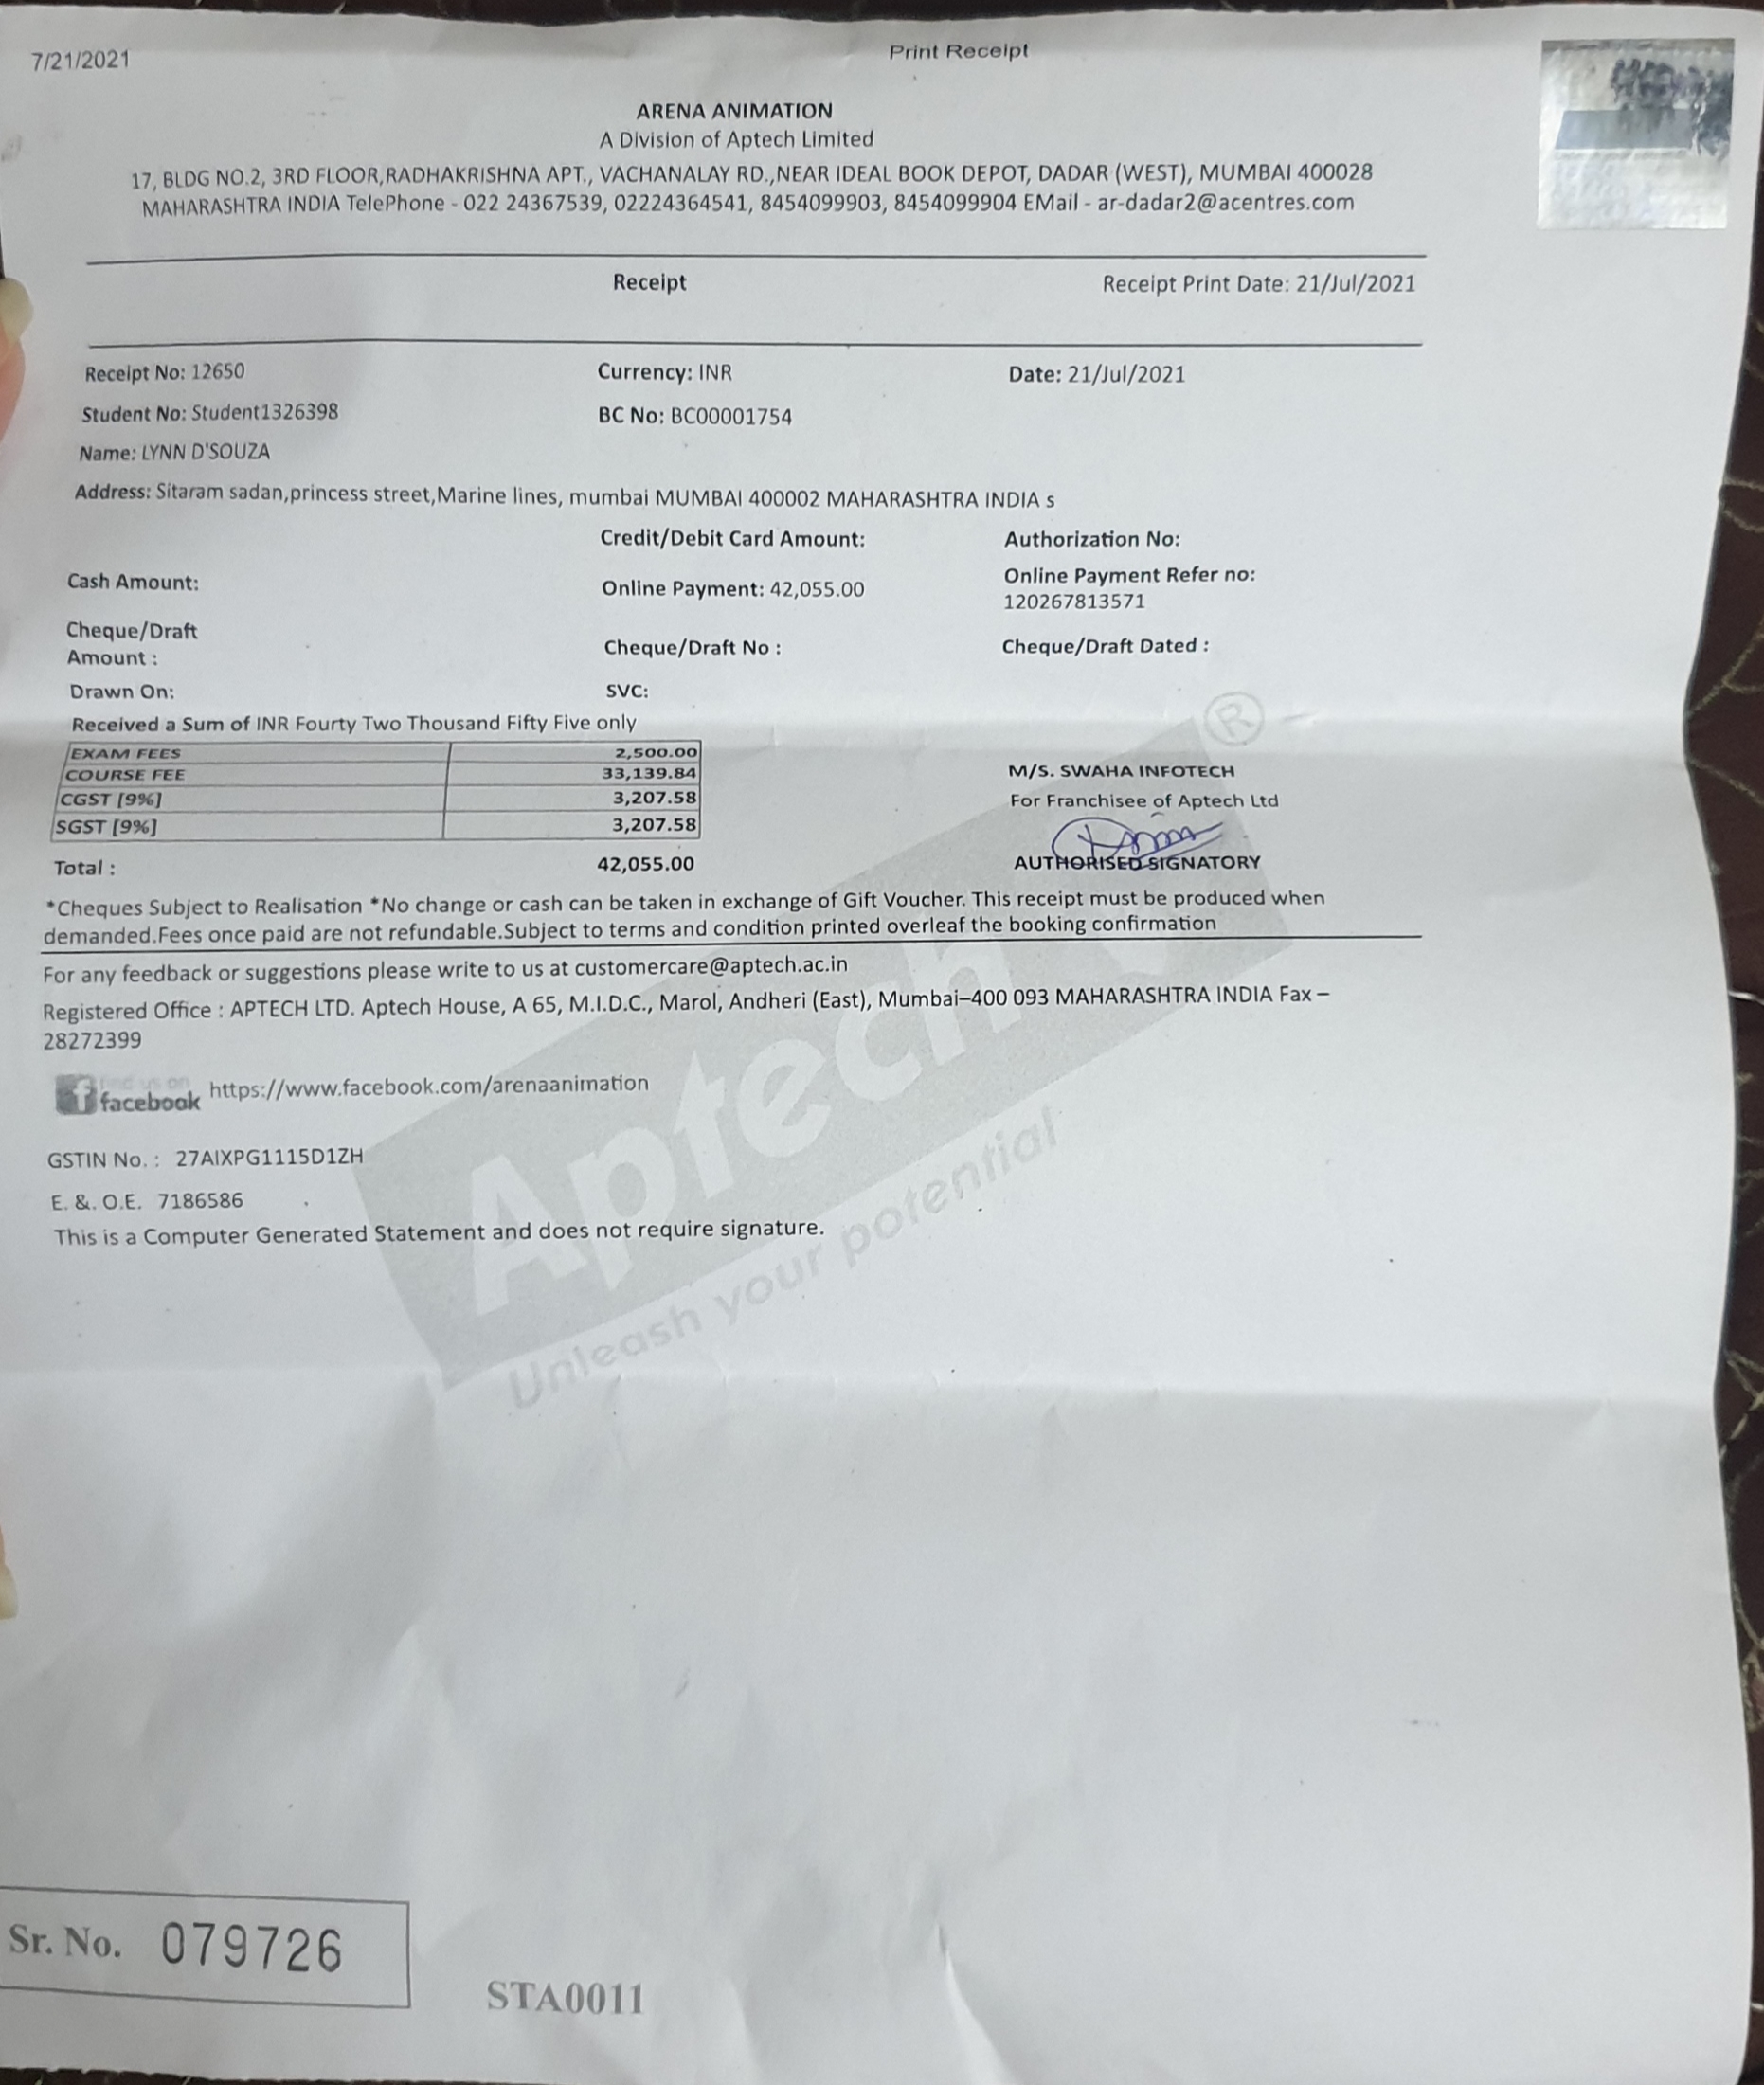 7/21/2021 Print Receipt
ARENA ANIMATION
A Division of Aptech Limited
17, BLDG NO.2, 3RD FLOOR,RADHAKRISHNA APT., VACHANALAY RD.,NEAR IDEAL BOOK DEPOT, DADAR (WEST), MUMBAI 400028
MAHARASHTRA INDIA TelePhone - 022 24367539, 02224364541, 8454099903, 8454099904 EMail - ar-dadar2@acentres.com
Receipt Receipt Print Date: 21/Jul/2021
Receipt No: 12650 Currency: INR Date: 21/Jul/2021
Student No: Student1326398 BC No: BC00001754
Name: LYNN D'SOUZA
Address: Sitaram sadan,princess street,Marine lines, mumbai MUMBAI 400002 MAHARASHTRA INDIA s
Credit/Debit Card Amount: Authorization No:
Cash Amount: Online Payment: 42,055.00 Online Payment Refer no:
120267813571
Cheque/Draft
Amount : Cheque/Draft No : Cheque/Draft Dated :
Drawn On: SVC:
Received a Sum of INR Fourty Two Thousand Fifty Five only
EXAM FEES 2,500.00
COURSE FEE 33,139.84 M/S. SWAHA INFOTECH
CGST [9%] 3,207.58 For Franchisee of Aptech Ltd
SGST [9%] 3,207.58
Total : 42,055.00 AUTHORISED SIGNATORY
*Cheques Subject to Realisation *No change or cash can be taken in exchange of Gift Voucher. This receipt must be produced when
demanded.Fees once paid are not refundable.Subject to terms and condition printed overleaf the booking confirmation
For any feedback or suggestions please write to us at customercare@aptech.ac.in
Registered Office : APTECH LTD. Aptech House, A 65, M.I.D.C., Marol, Andheri (East), Mumbai–400 093 MAHARASHTRA INDIA Fax –
28272399
find us on
facebook https://www.facebook.com/arenaanimation
GSTIN No. : 27AIXPG1115D1ZH
E. &. O.E. 7186586
This is a Computer Generated Statement and does not require signature.
Aptech ®
Unleash your potential
Sr. No. 079726
STA0011